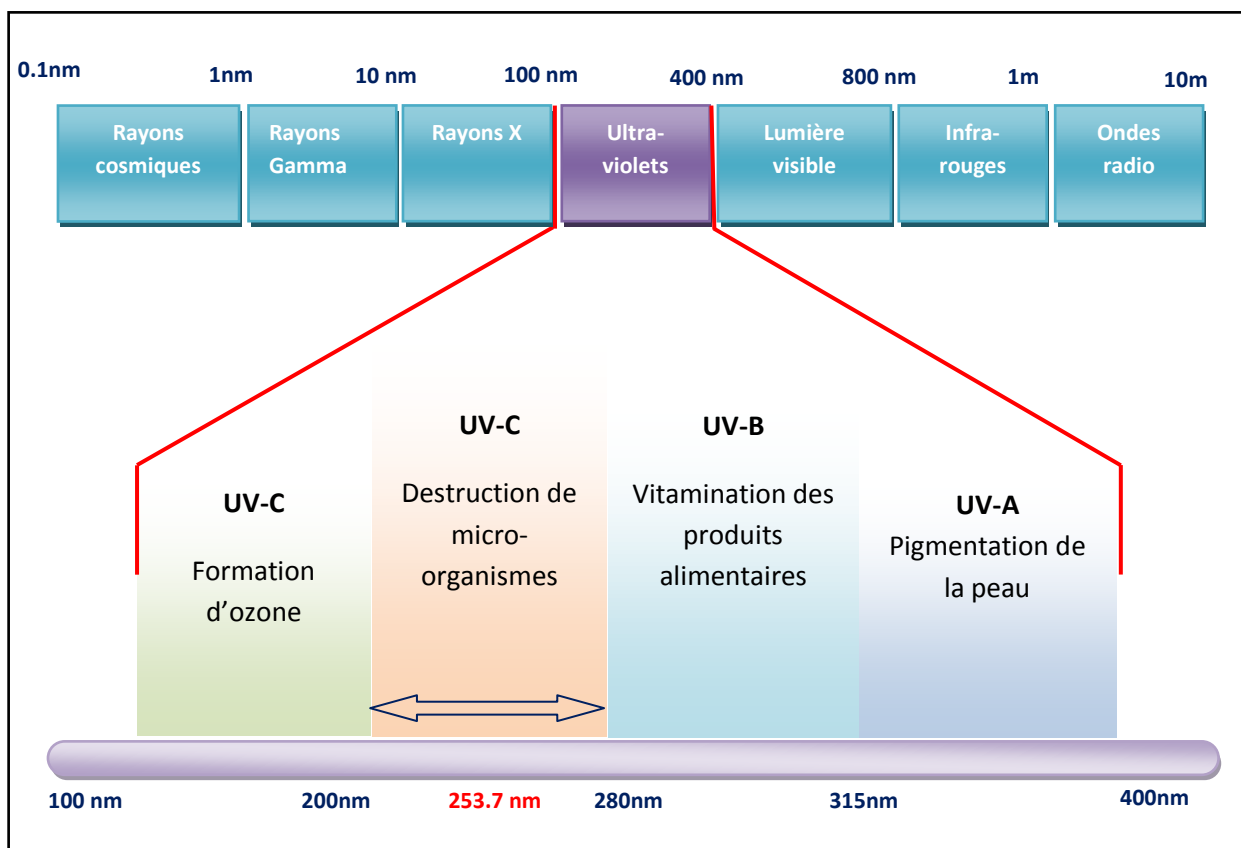 0.1nm 1nm 10 nm 100 nm 400 nm 800 nm 1m 10m
Rayons
cosmiques
Rayons
Gamma
Rayons X
Ultra-
violets
Lumière
visible
Infra-
rouges
Ondes
radio
UV-C
Formation
d’ozone
UV-C
Destruction de
micro-
organismes
UV-B
Vitamination des
produits
alimentaires
UV-A
Pigmentation de
la peau
100 nm 200nm 253.7 nm 280nm 315nm 400nm